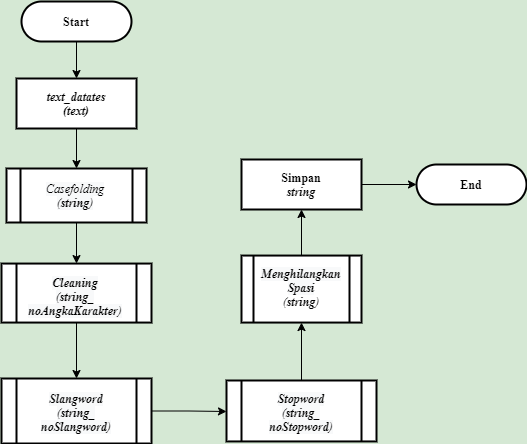 Start
text_datates
(text)
Casefolding
(string)
Cleaning
(string_
noAngkaKarakter)
Slangword
(string_
noSlangword)
Stopword
(string_
noStopword)
Menghilangkan
Spasi
(string)
Simpan
string
End